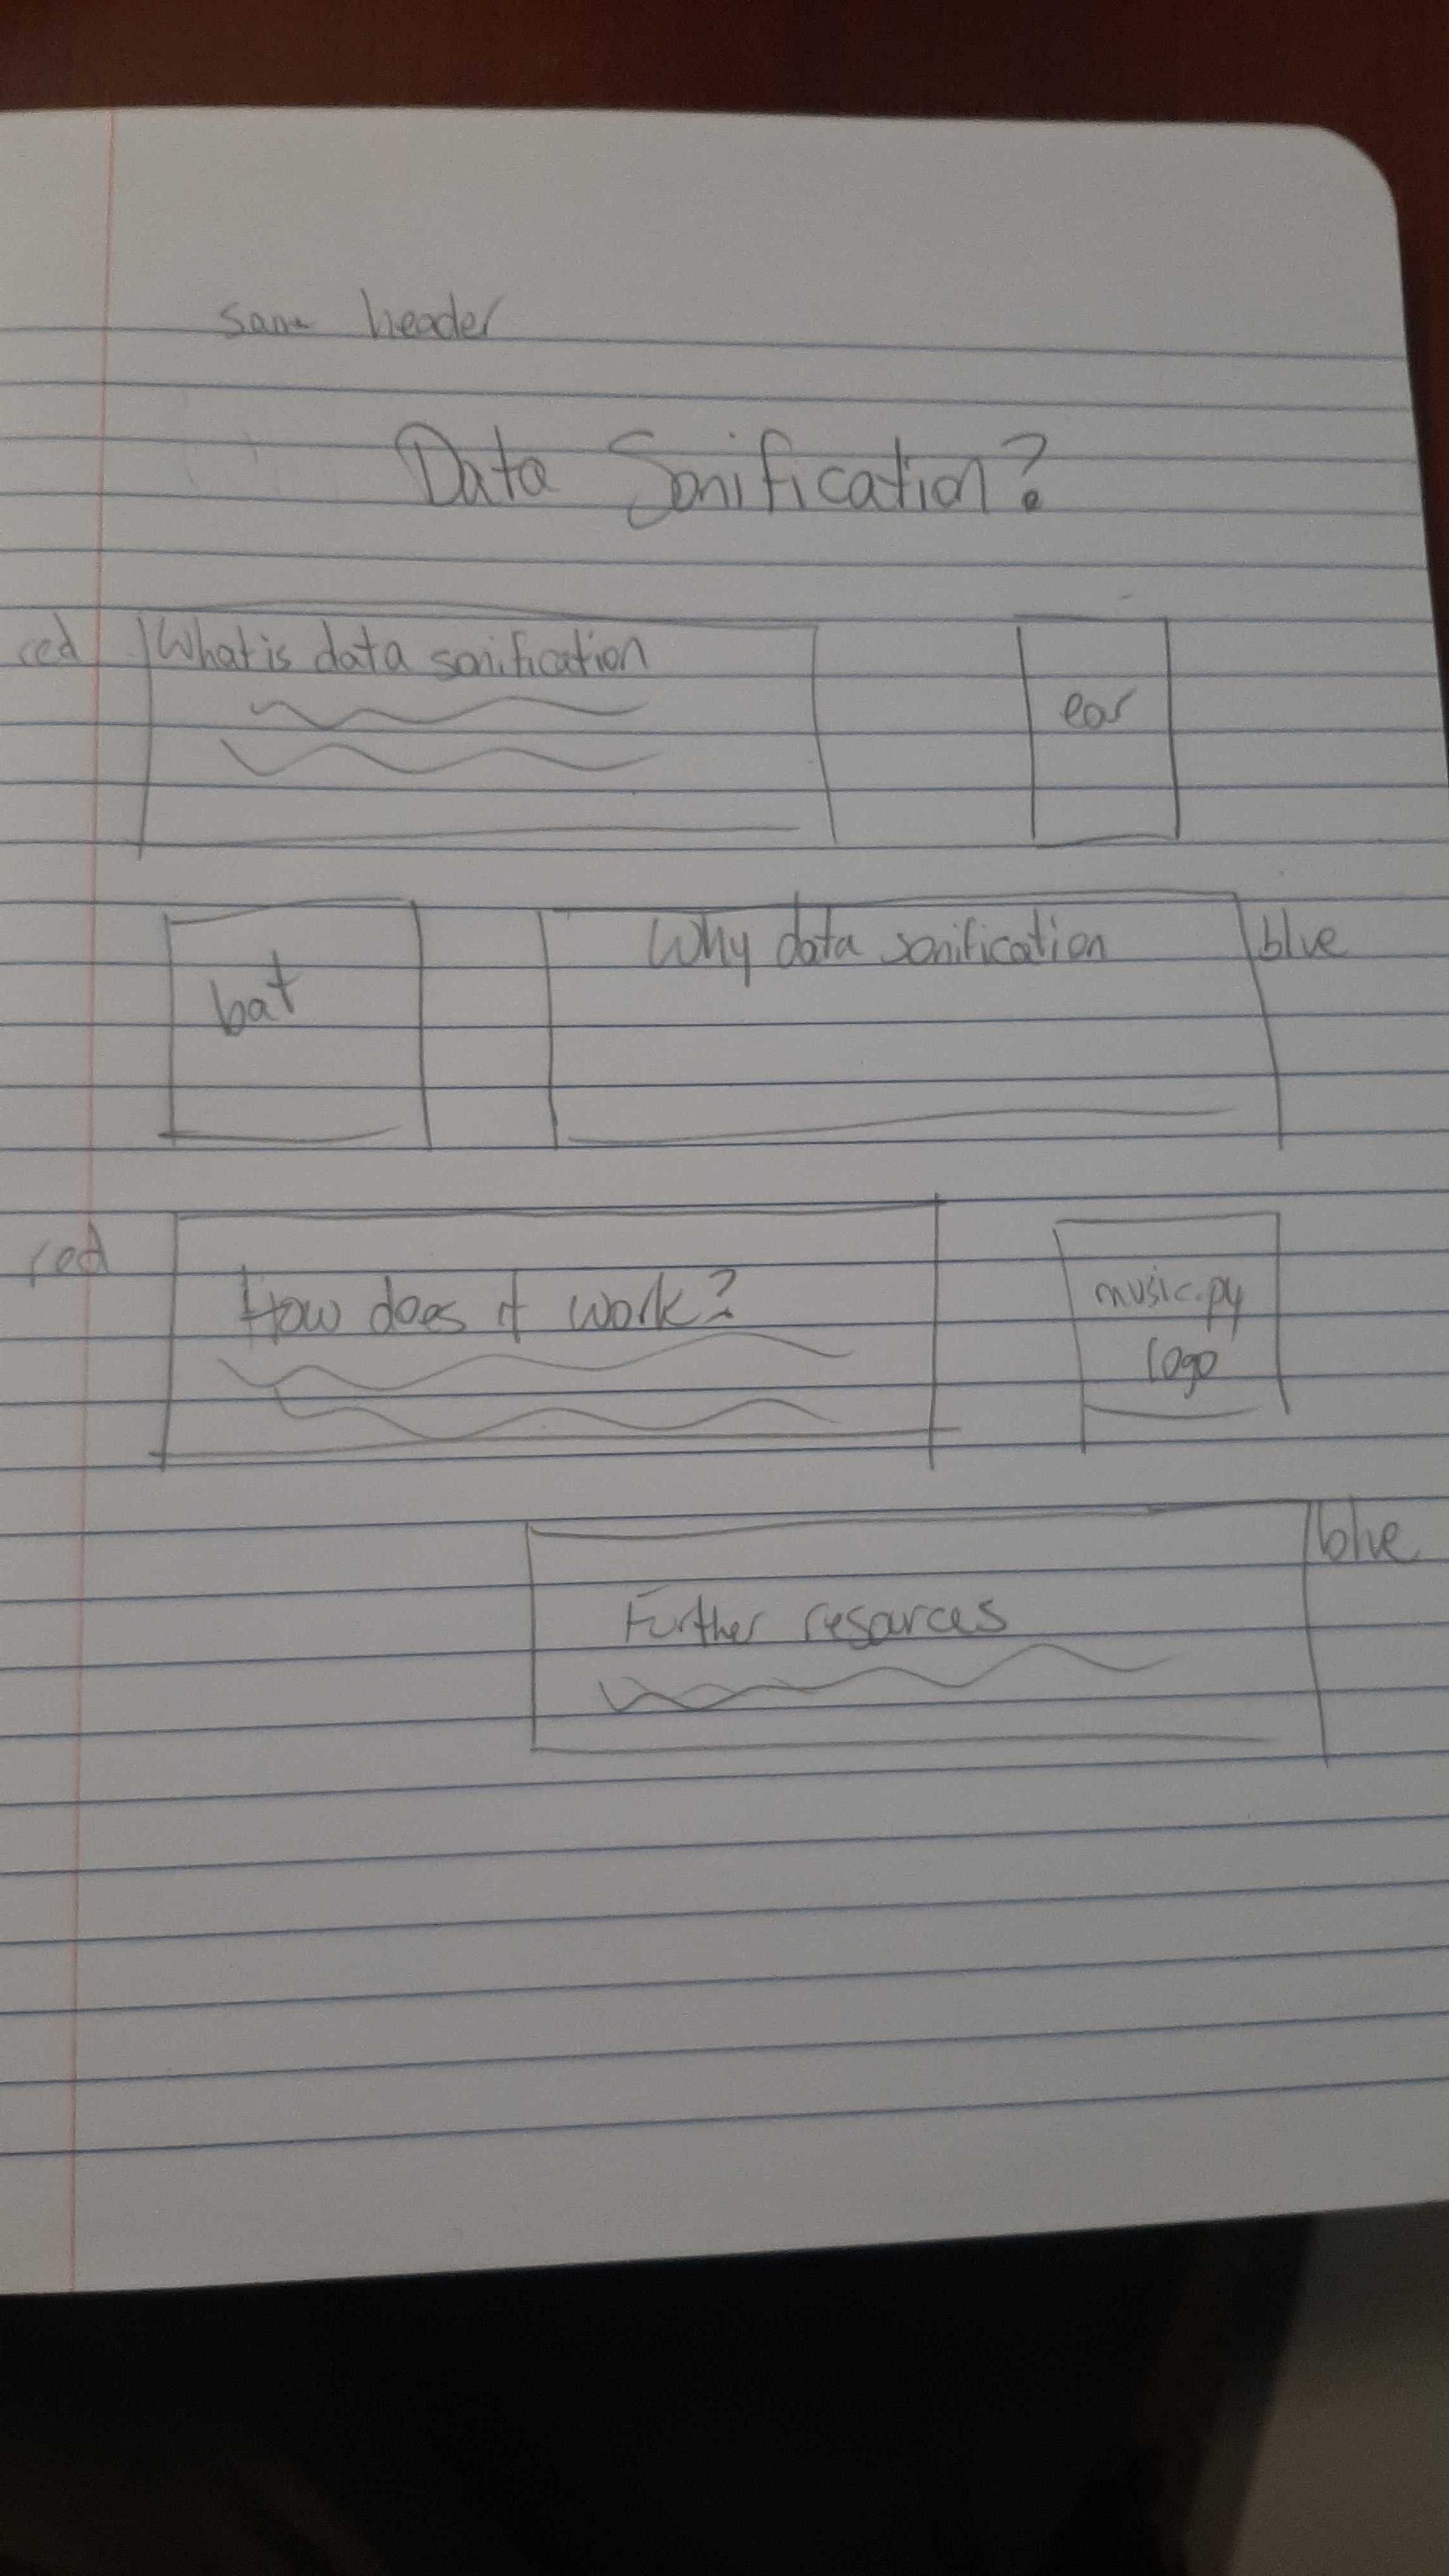 same header
Data Sonification?
red What is data sonification
ear
bat
Why data sonification blue
red
How does it work?
music.py
logo
blue
Further resources